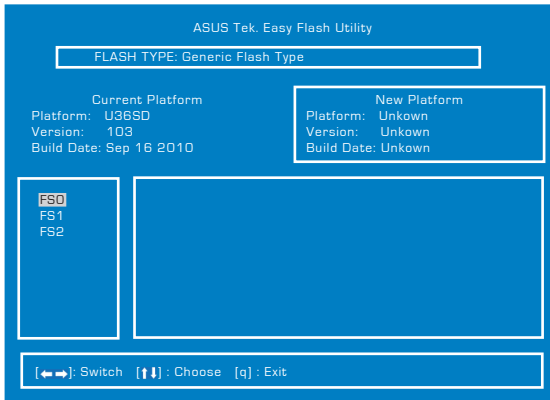 ASUS Tek. Easy Flash Utility
FLASH TYPE: Generic Flash Type
Current Platform
Platform: U36SD
Version: 103
Build Date: Sep 16 2010
New Platform
Platform: Unkown
Version: Unkown
Build Date: Unkown
FS0
FS1
FS2
[←→]: Switch [↑↓] : Choose [q] : Exit